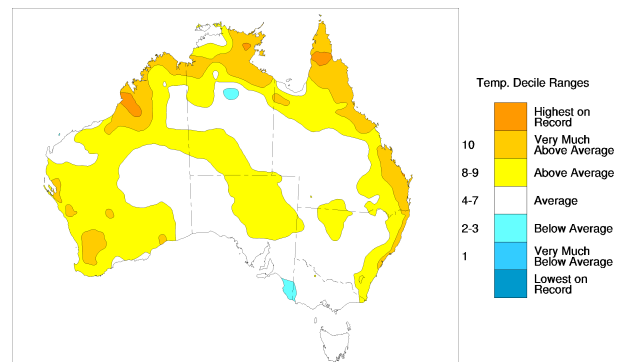 Temp. Decile Ranges
Highest on
Record
10
Very Much
Above Average
8-9
Above Average
4-7
Average
2-3
Below Average
1
Very Much
Below Average
Lowest on
Record